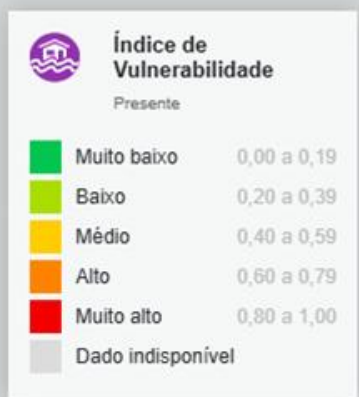 Índice de
Vulnerabilidade
Presente
Muito baixo 0,00 a 0,19
Baixo 0,20 a 0,39
Médio 0,40 a 0,59
Alto 0,60 a 0,79
Muito alto 0,80 a 1,00
Dado indisponível